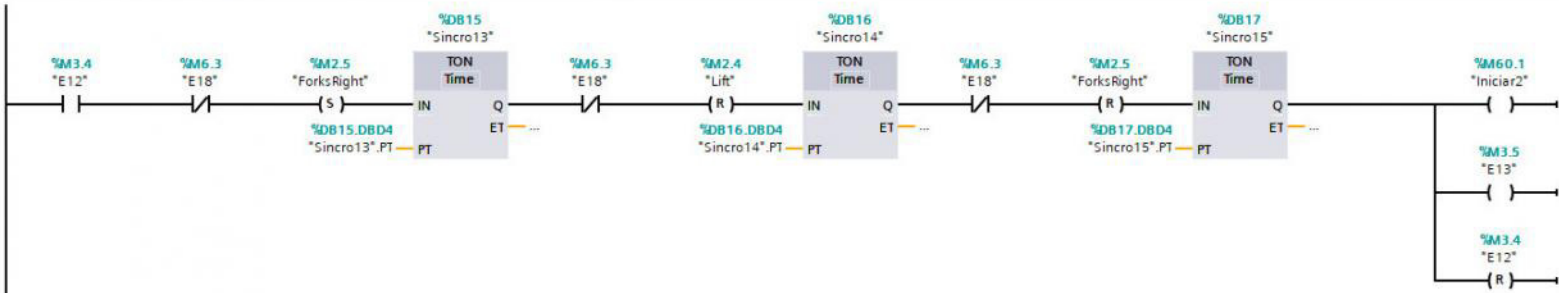 %DB15
"Sincro13"
%DB16
"Sincro14"
%DB17
"Sincro15"
%M3.4
"E12"
%M6.3
"E18"
%M2.5
"ForksRight"
TON
Time
%M6.3
"E18"
%M2.4
"Lift"
TON
Time
%M6.3
"E18"
%M2.5
"ForksRight"
TON
Time
%M60.1
"Iniciar2"
S
IN
Q
R
IN
Q
R
IN
Q
ET
...
ET
...
ET
...
%DB15.DBD4
"Sincro13".PT
PT
%DB16.DBD4
"Sincro14".PT
PT
%DB17.DBD4
"Sincro15".PT
PT
%M3.5
"E13"
%M3.4
"E12"
R